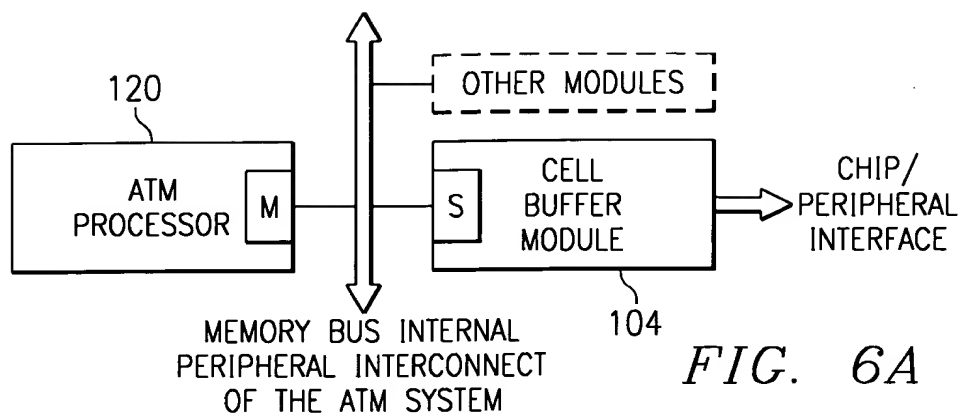 OTHER MODULES
120
ATM
PROCESSOR
M
S
CELL
BUFFER
MODULE
CHIP/
PERIPHERAL
INTERFACE
104
MEMORY BUS INTERNAL
PERIPHERAL INTERCONNECT
OF THE ATM SYSTEM
FIG. 6A